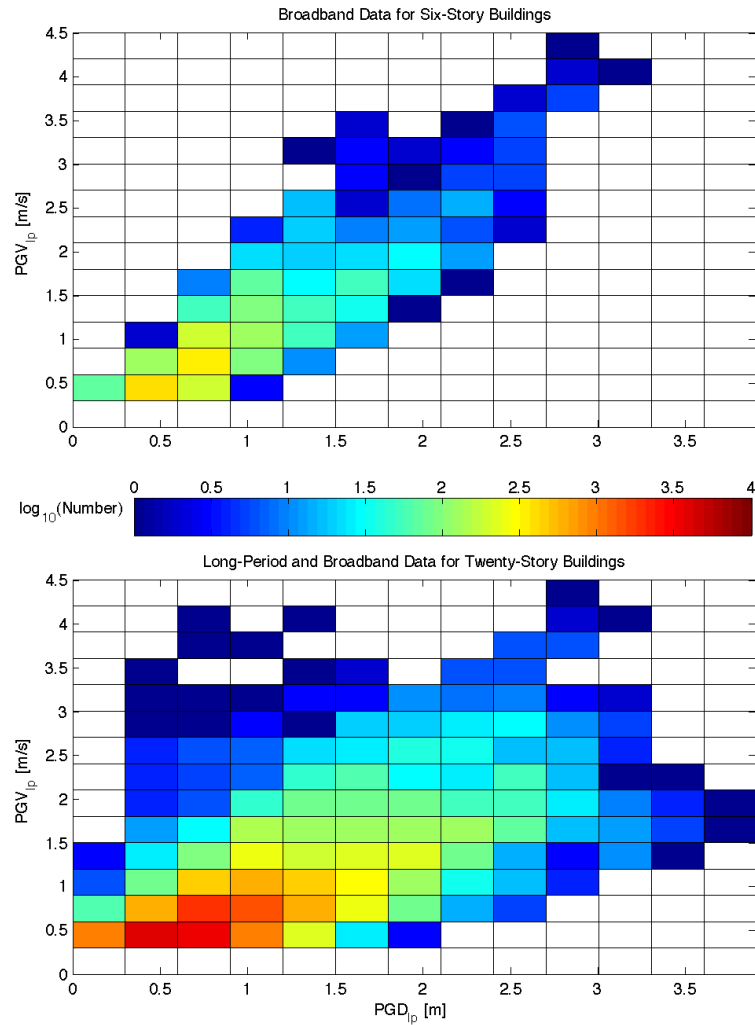 Broadband Data for Six-Story Buildings
4.5
4
3.5
3
2.5
2
1.5
1
0.5
0
PGV_lp [m/s]
0 0.5 1 1.5 2 2.5 3 3.5
0 0.5 1 1.5 2 2.5 3 3.5 4
log_10(Number)
Long-Period and Broadband Data for Twenty-Story Buildings
4.5
4
3.5
3
2.5
2
1.5
1
0.5
0
PGV_lp [m/s]
0 0.5 1 1.5 2 2.5 3 3.5
PGD_lp [m]